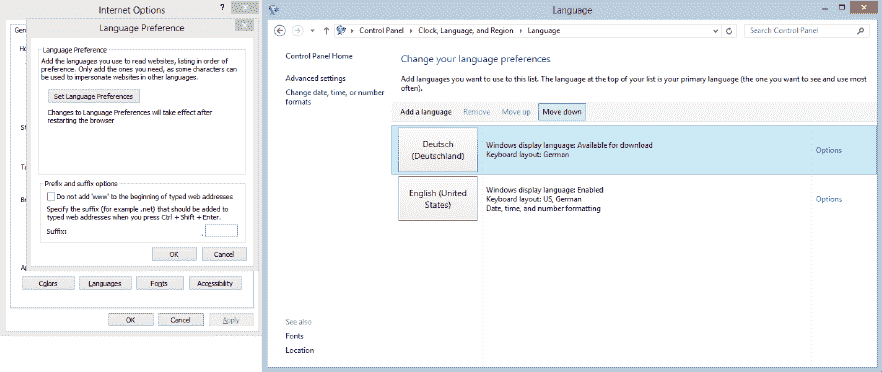 Internet Options
?
Language Preference
Language Preference
Add the languages you use to read websites, listing in order of
preference. Only add the ones you need, as some characters can
be used to impersonate websites in other languages.
Set Language Preferences
Changes to Language Preferences will take effect after
restarting the browser
Prefix and suffix options
Do not add 'www' to the beginning of typed web addresses
Specify the suffix (for example .net) that should be added to
typed web addresses when you press Ctrl + Shift + Enter.
Suffix:
.
OK
Cancel
Colors
Languages
Fonts
Accessibility
OK
Cancel
Apply
Language
Control Panel
Clock, Language, and Region
Language
Search Control Panel
Control Panel Home
Advanced settings
Change date, time, or number
formats
See also
Fonts
Location
Change your language preferences
Add languages you want to use to this list. The language at the top of your list is your primary language (the one you want to see and use most
often).
Add a language
Remove
Move up
Move down
Deutsch
(Deutschland)
Windows display language: Available for download
Keyboard layout: German
Options
English (United
States)
Windows display language: Enabled
Keyboard layout: US, German
Date, time, and number formatting
Options